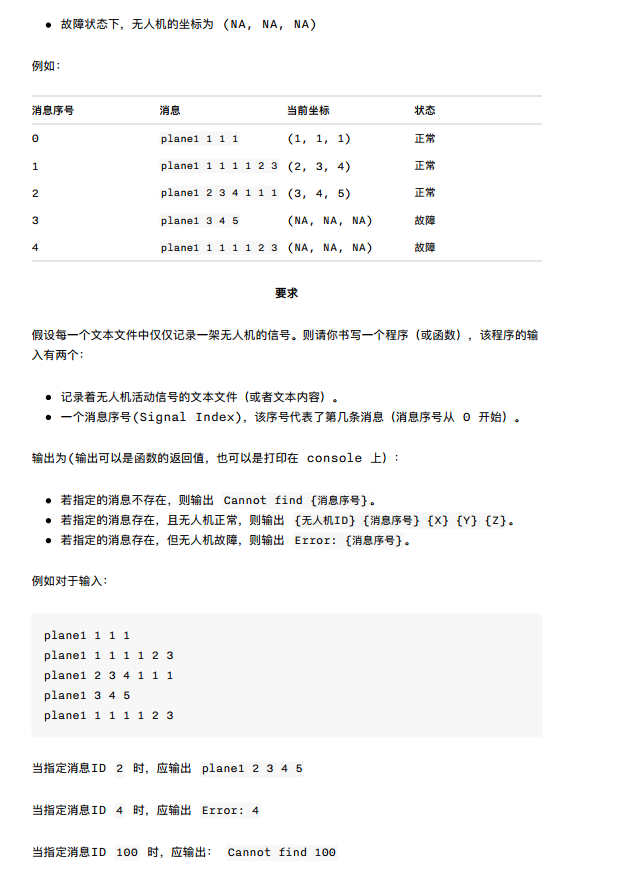 • 故障状态下，无人机的坐标为 (NA, NA, NA)
例如：
消息序号 消息 当前坐标 状态
0 plane1 1 1 1 (1, 1, 1) 正常
1 plane1 1 1 1 1 2 3 (2, 3, 4) 正常
2 plane1 2 3 4 1 1 1 (3, 4, 5) 正常
3 plane1 3 4 5 (NA, NA, NA) 故障
4 plane1 1 1 1 1 2 3 (NA, NA, NA) 故障
要求
假设每一个文本文件中仅仅记录一架无人机的信号。则请你书写一个程序（或函数），该程序的输
入有两个：
• 记录着无人机活动信号的文本文件（或者文本内容）。
• 一个消息序号(Signal Index)，该序号代表了第几条消息（消息序号从 0 开始）。
输出为(输出可以是函数的返回值，也可以是打印在 console 上)：
• 若指定的消息不存在，则输出 Cannot find {消息序号}。
• 若指定的消息存在，且无人机正常，则输出 {无人机ID} {消息序号} {X} {Y} {Z}。
• 若指定的消息存在，但无人机故障，则输出 Error: {消息序号}。
例如对于输入：
plane1 1 1 1
plane1 1 1 1 1 2 3
plane1 2 3 4 1 1 1
plane1 3 4 5
plane1 1 1 1 1 2 3
当指定消息ID 2 时，应输出 plane1 2 3 4 5
当指定消息ID 4 时，应输出 Error: 4
当指定消息ID 100 时，应输出： Cannot find 100